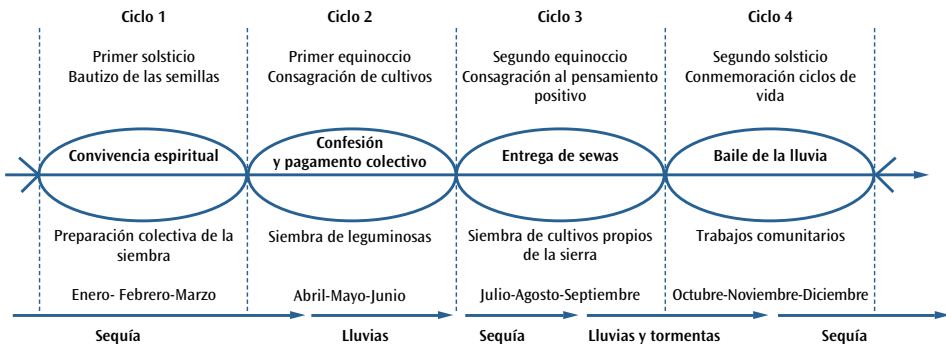 Ciclo 1
Ciclo 2
Ciclo 3
Ciclo 4
Primer solsticio
Bautizo de las semillas
Primer equinoccio
Consagración de cultivos
Segundo equinoccio
Consagración al pensamiento
positivo
Segundo solsticio
Conmemoración ciclos de
vida
Convivencia espiritual
Confesión
y pagamento colectivo
Entrega de sewas
Baile de la lluvia
Preparación colectiva de la
siembra
Siembra de leguminosas
Siembra de cultivos propios
de la sierra
Trabajos comunitarios
Enero- Febrero-Marzo
Abril-Mayo-Junio
Julio-Agosto-Septiembre
Octubre-Noviembre-Diciembre
Sequía
Lluvias
Sequía
Lluvias y tormentas
Sequía